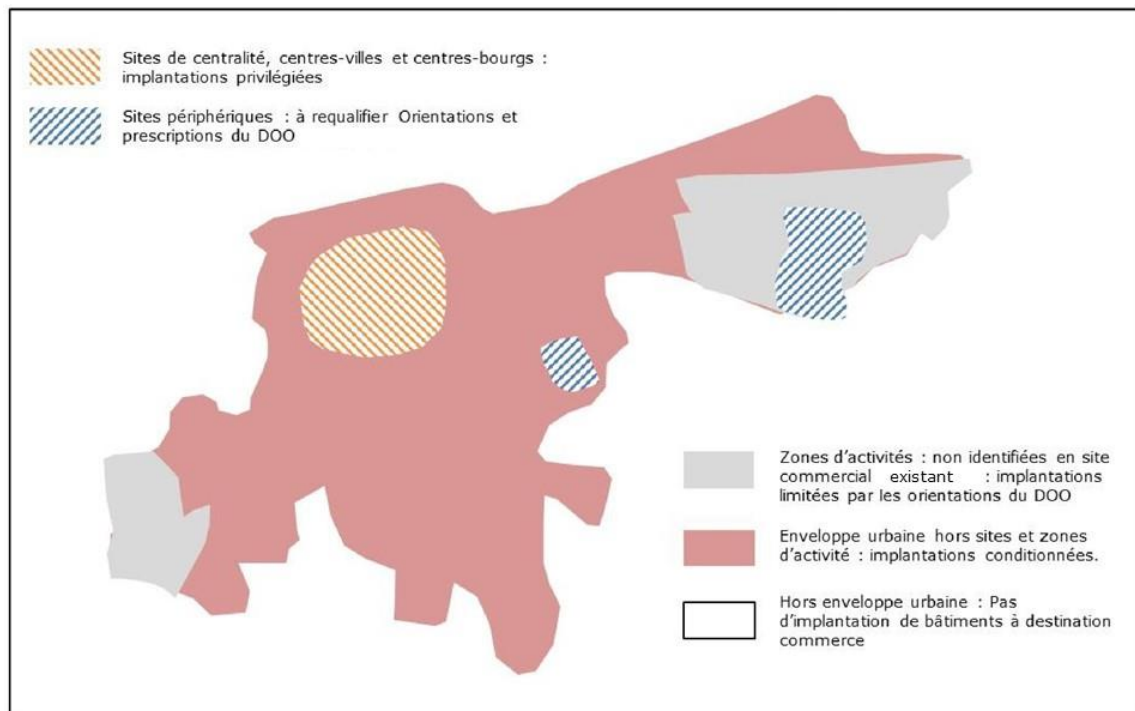 Sites de centralité, centres-villes et centres-bourgs :
implantations privilégiées
Sites périphériques : à requalifier Orientations et
prescriptions du DOO
Zones d'activités : non identifiées en site
commercial existant : implantations
limitées par les orientations du DOO
Enveloppe urbaine hors sites et zones
d'activité : implantations conditionnées.
Hors enveloppe urbaine : Pas
d'implantation de bâtiments à destination
commerce